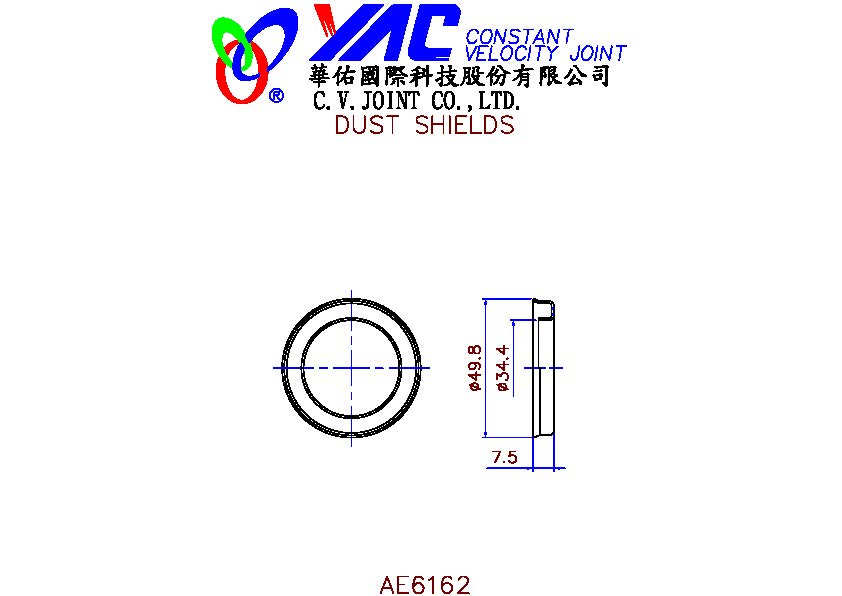 YAC CONSTANT
VELOCITY JOINT
®
華佑國際科技股份有限公司
C.V.JOINT CO.,LTD.
DUST SHIELDS
ø49.8
ø34.4
7.5
AE6162